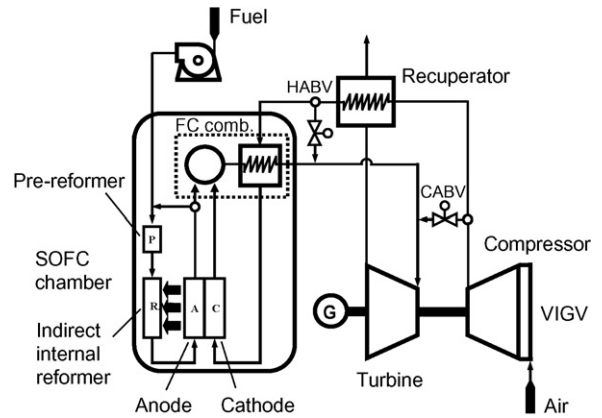 Fuel
HABV
Recuperator
FC comb.
Pre-reformer
CABV
P
Compressor
SOFC
chamber
R
A
C
G
VIGV
Indirect
internal
reformer
Turbine
Anode
Cathode
Air